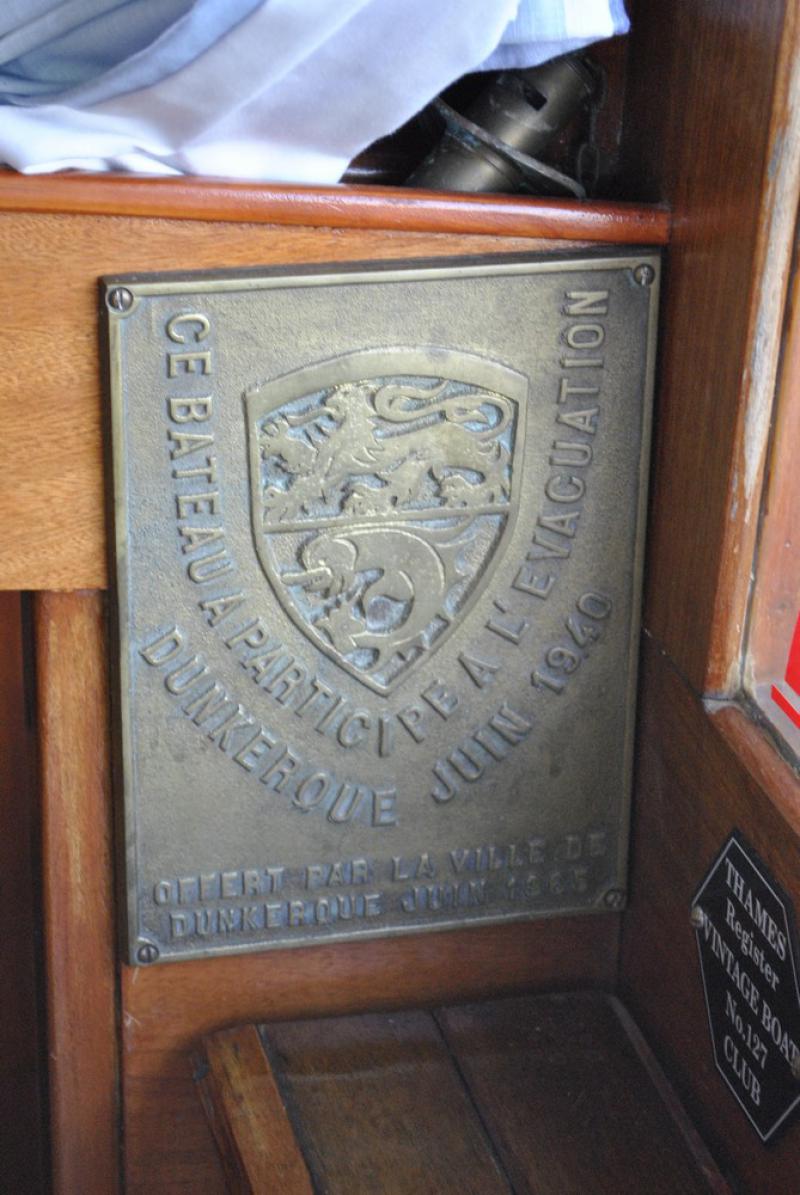 CE BATEAU A PARTICIPE A L'EVACUATION
DUNKERQUE JUIN 1940
OFFERT PAR LA VILLE DE
DUNKERQUE JUIN
THAMES
Register
VINTAGE BOAT
No.127
CLUB